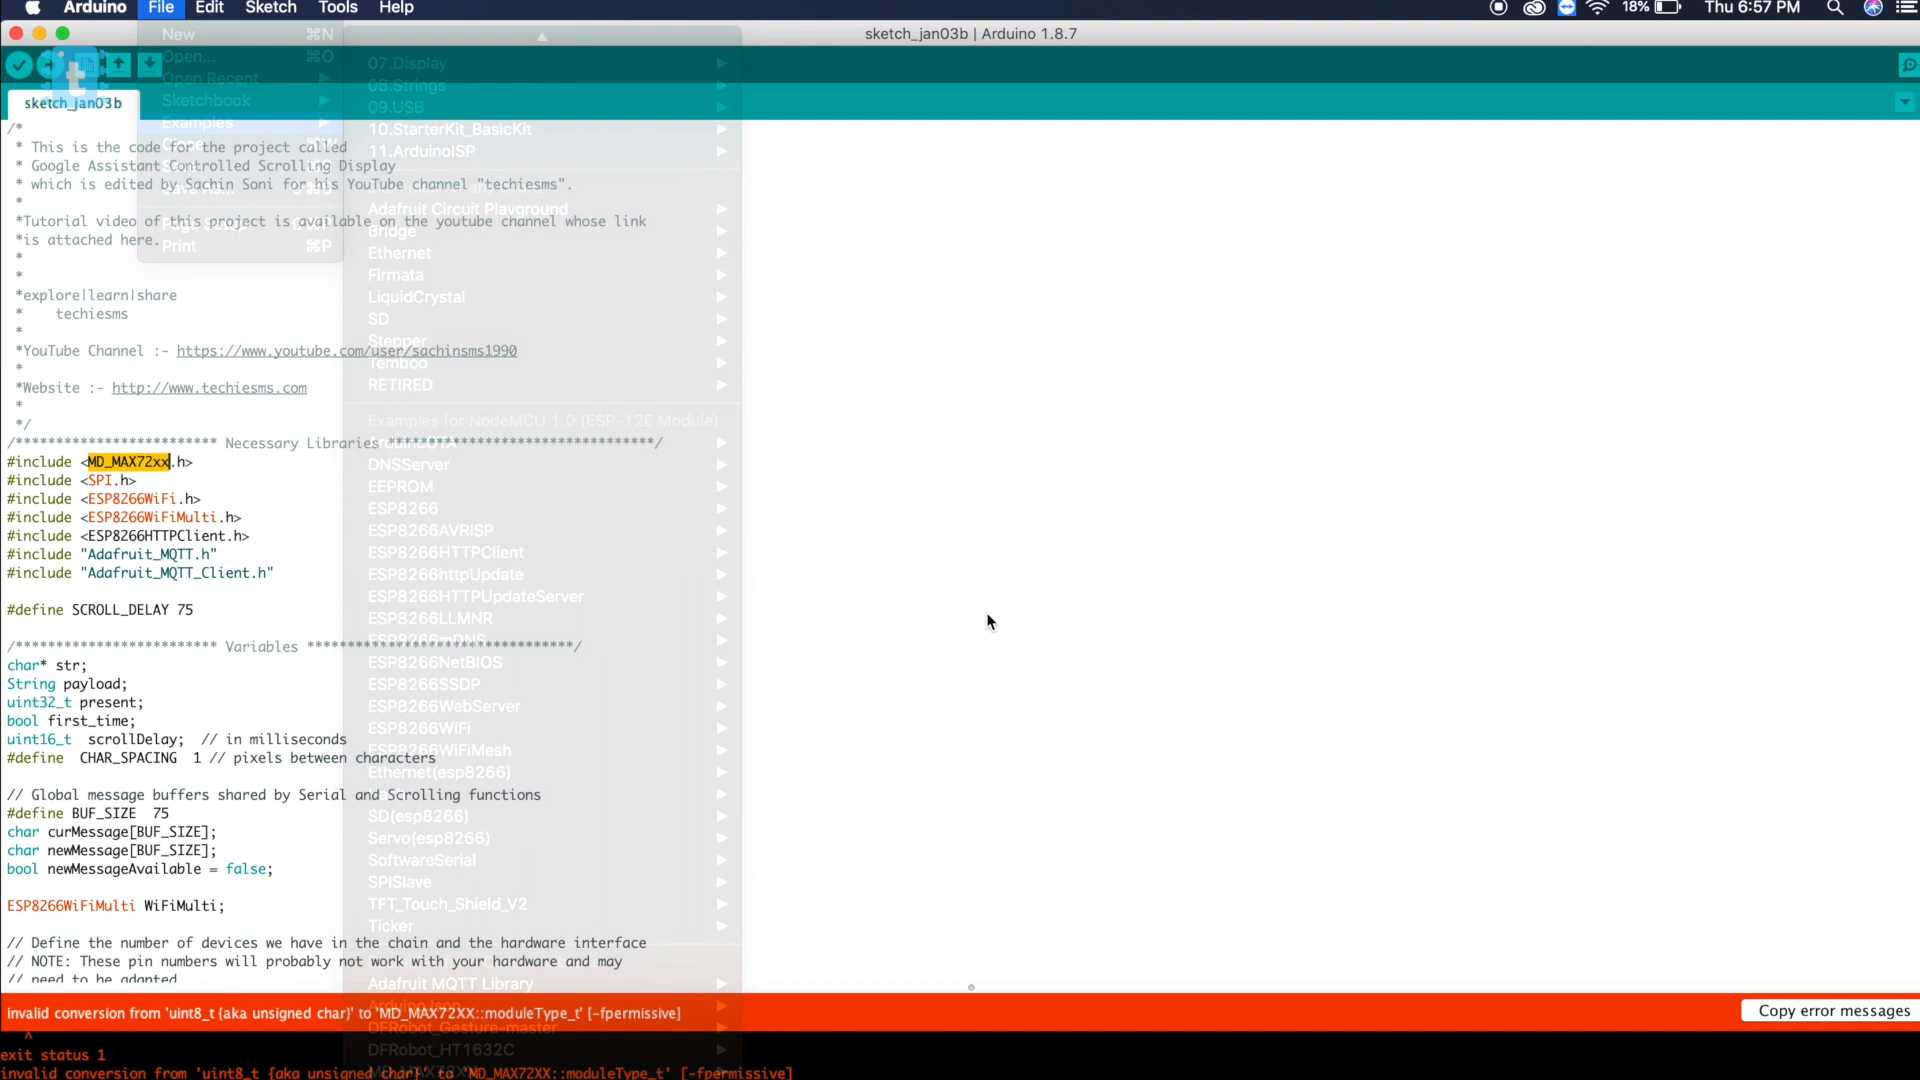 Arduino File Edit Sketch Tools Help 18% Thu 6:57 PM
sketch_jan03b | Arduino 1.8.7
New ⌘N
Open... ⌘O
Open Recent
Sketchbook
Examples
Print ⌘P
07.Display
08.Strings
09.USB
10.StarterKit_BasicKit
11.ArduinoISP
Adafruit Circuit Playground
Bridge
Ethernet
Firmata
LiquidCrystal
SD
Stepper
Temboo
RETIRED
Examples for NodeMCU 1.0 (ESP-12E Module)
DNSServer
EEPROM
ESP8266
ESP8266AVRISP
ESP8266HTTPClient
ESP8266httpUpdate
ESP8266HTTPUpdateServer
ESP8266LLMNR
ESP8266mDNS
ESP8266NetBIOS
ESP8266SSDP
ESP8266WebServer
ESP8266WiFi
ESP8266WiFiMesh
Ethernet(esp8266)
SD(esp8266)
Servo(esp8266)
SoftwareSerial
SPISlave
TFT_Touch_Shield_V2
Ticker
Adafruit MQTT Library
ArduinoJson
DFRobot_Gesture-master
DFRobot_HT1632C
t
sketch_jan03b
/*
* This is the code for the project called
* Google Assistant Controlled Scrolling Display
* which is edited by Sachin Soni for his YouTube channel "techiesms".
*
*Tutorial video of this project is available on the youtube channel whose link
*is attached here.
*
*
*explore|learn|share
* techiesms
*
*YouTube Channel :- https://www.youtube.com/user/sachinsms1990
*
*Website :- http://www.techiesms.com
*
*/
/************************* Necessary Libraries *********************************/
#include <MD_MAX72xx.h>
#include <SPI.h>
#include <ESP8266WiFi.h>
#include <ESP8266WiFiMulti.h>
#include <ESP8266HTTPClient.h>
#include "Adafruit_MQTT.h"
#include "Adafruit_MQTT_Client.h"
#define SCROLL_DELAY 75
/************************* Variables *********************************/
char* str;
String payload;
uint32_t present;
bool first_time;
uint16_t scrollDelay; // in milliseconds
#define CHAR_SPACING 1 // pixels between characters
// Global message buffers shared by Serial and Scrolling functions
#define BUF_SIZE 75
char curMessage[BUF_SIZE];
char newMessage[BUF_SIZE];
bool newMessageAvailable = false;
ESP8266WiFiMulti WiFiMulti;
// Define the number of devices we have in the chain and the hardware interface
// NOTE: These pin numbers will probably not work with your hardware and may
// need to be adapted
invalid conversion from 'uint8_t {aka unsigned char}' to 'MD_MAX72XX::moduleType_t' [-fpermissive]
Copy error messages
^
exit status 1
invalid conversion from 'uint8_t {aka unsigned char}' to 'MD_MAX72XX::moduleType_t' [-fpermissive]